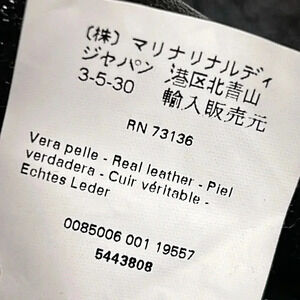 (株) マリナリナルディ
ジャパン 港区北青山
3-5-30 輸入販売元
RN 73136
Vera pelle - Real leather - Piel
verdadera - Cuir véritable -
Echtes Leder
0085006 001 19557
5443808